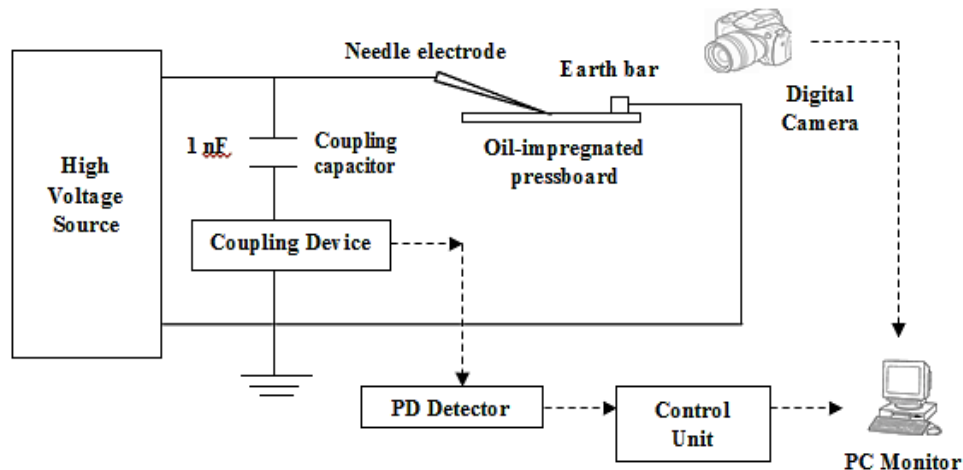 Needle electrode
Earth bar
Digital
Camera
1 nF
Coupling
capacitor
Oil-impregnated
pressboard
High
Voltage
Source
Coupling Device
PD Detector
Control
Unit
PC Monitor